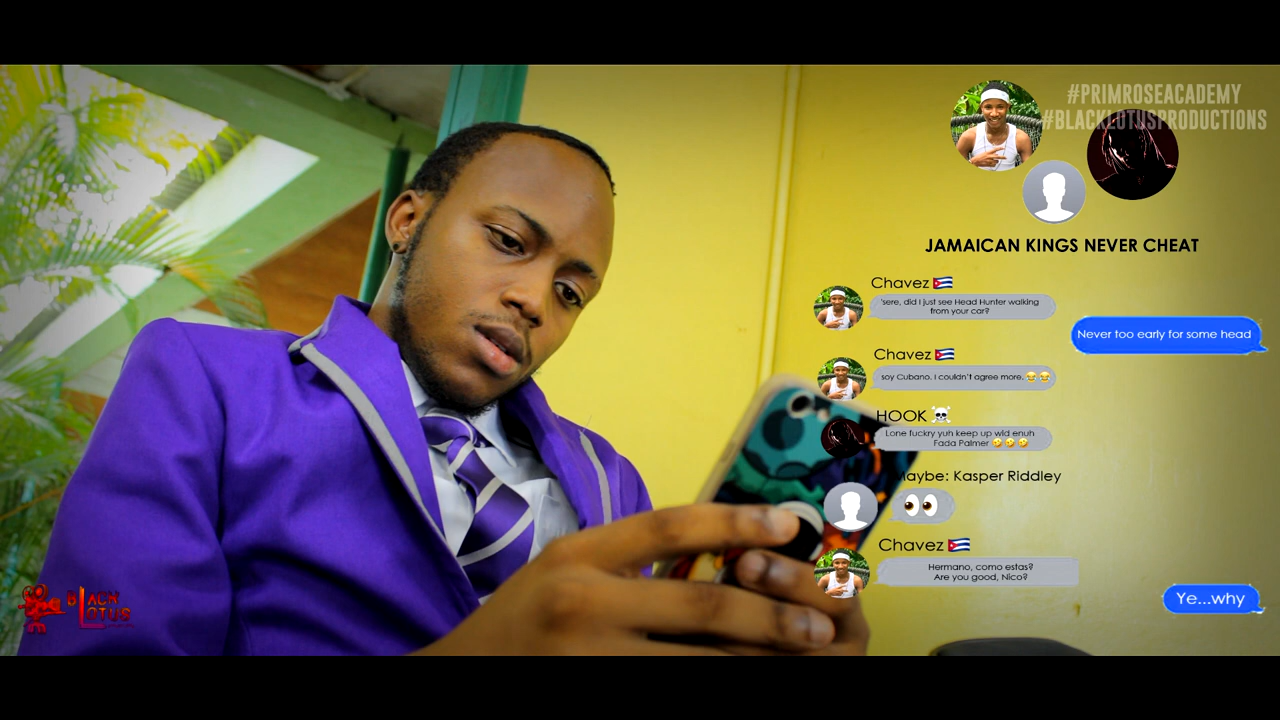 #PRIMROSEACADEMY
#BLACKLOTUSPRODUCTIONS
JAMAICAN KINGS NEVER CHEAT
Chavez 🇨🇺
'sere, did I just see Head Hunter walking
from your car?
Never too early for some head
Chavez 🇨🇺
soy Cubano. I couldn't agree more. 😂😂
HOOK ☠️
Lone fuckry yuh keep up wid enuh
Fada Palmer 🤣🤣🤣
Maybe: Kasper Riddley
👀
Chavez 🇨🇺
Hermano, como estas?
Are you good, Nico?
Ye...why
BLACK
LOTUS